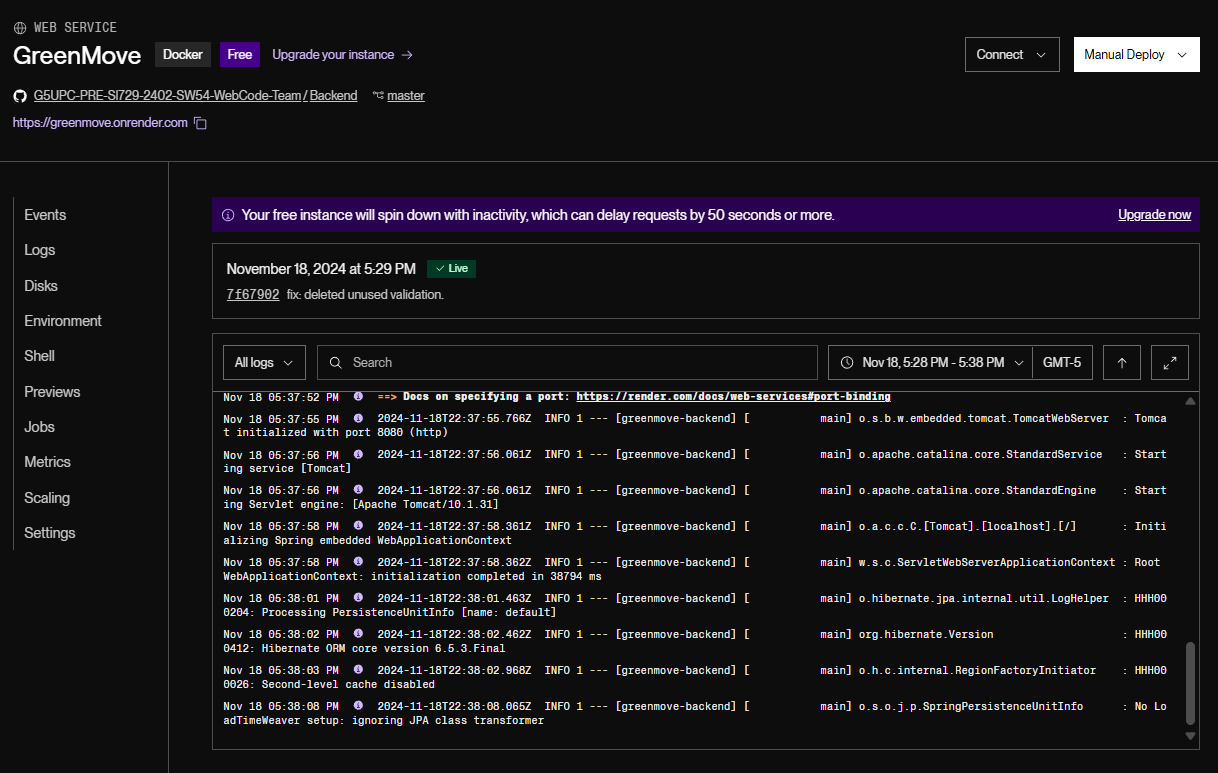 WEB SERVICE
GreenMove Docker Free Upgrade your instance →
Connect
Manual Deploy
G5UPC-PRE-SI729-2402-SW54-WebCode-Team / Backend master
https://greenmove.onrender.com
Events
Logs
Disks
Environment
Shell
Previews
Jobs
Metrics
Scaling
Settings
Your free instance will spin down with inactivity, which can delay requests by 50 seconds or more. Upgrade now
November 18, 2024 at 5:29 PM ✓ Live
7f67902 fix: deleted unused validation.
All logs Search Nov 18, 5:28 PM - 5:38 PM GMT-5
Nov 18 05:37:52 PM ==> Docs on specifying a port: https://render.com/docs/web-services#port-binding
Nov 18 05:37:55 PM 2024-11-18T22:37:55.766Z INFO 1 --- [greenmove-backend] [ main] o.s.b.w.embedded.tomcat.TomcatWebServer : Tomca
t initialized with port 8080 (http)
Nov 18 05:37:56 PM 2024-11-18T22:37:56.061Z INFO 1 --- [greenmove-backend] [ main] o.apache.catalina.core.StandardService : Start
ing service [Tomcat]
Nov 18 05:37:56 PM 2024-11-18T22:37:56.061Z INFO 1 --- [greenmove-backend] [ main] o.apache.catalina.core.StandardEngine : Start
ing Servlet engine: [Apache Tomcat/10.1.31]
Nov 18 05:37:58 PM 2024-11-18T22:37:58.361Z INFO 1 --- [greenmove-backend] [ main] o.a.c.c.C.[Tomcat].[localhost].[/] : Initi
alizing Spring embedded WebApplicationContext
Nov 18 05:37:58 PM 2024-11-18T22:37:58.362Z INFO 1 --- [greenmove-backend] [ main] w.s.c.ServletWebServerApplicationContext : Root
WebApplicationContext: initialization completed in 38794 ms
Nov 18 05:38:01 PM 2024-11-18T22:38:01.463Z INFO 1 --- [greenmove-backend] [ main] o.hibernate.jpa.internal.util.LogHelper : HHH00
0204: Processing PersistenceUnitInfo [name: default]
Nov 18 05:38:02 PM 2024-11-18T22:38:02.462Z INFO 1 --- [greenmove-backend] [ main] org.hibernate.Version : HHH00
0412: Hibernate ORM core version 6.5.3.Final
Nov 18 05:38:03 PM 2024-11-18T22:38:02.968Z INFO 1 --- [greenmove-backend] [ main] o.h.c.internal.RegionFactoryInitiator : HHH00
0026: Second-level cache disabled
Nov 18 05:38:08 PM 2024-11-18T22:38:08.065Z INFO 1 --- [greenmove-backend] [ main] o.s.o.j.p.SpringPersistenceUnitInfo : No Lo
adTimeWeaver setup: ignoring JPA class transformer